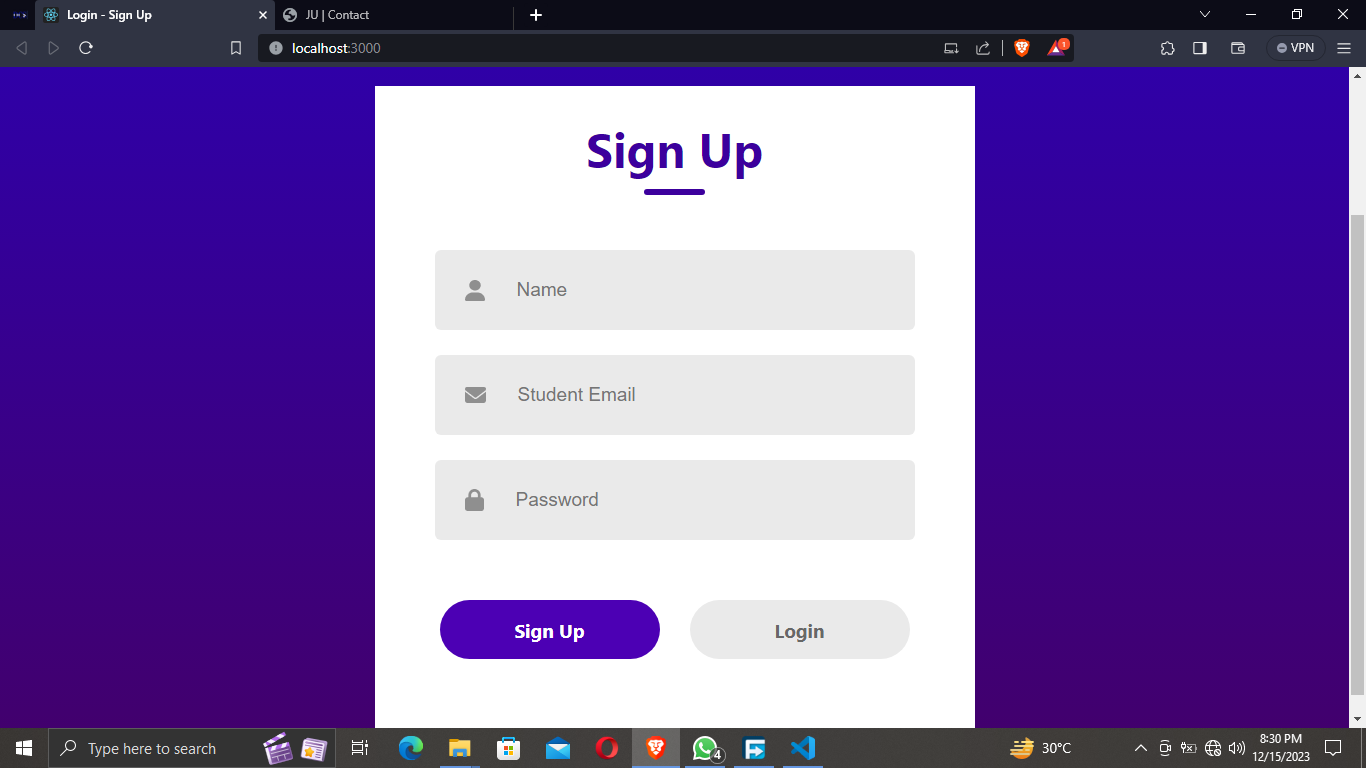 Login - Sign Up
JU | Contact
localhost:3000
1
VPN
Sign Up
Name
Student Email
Password
Sign Up
Login
Type here to search
4
30°C
8:30 PM
12/15/2023